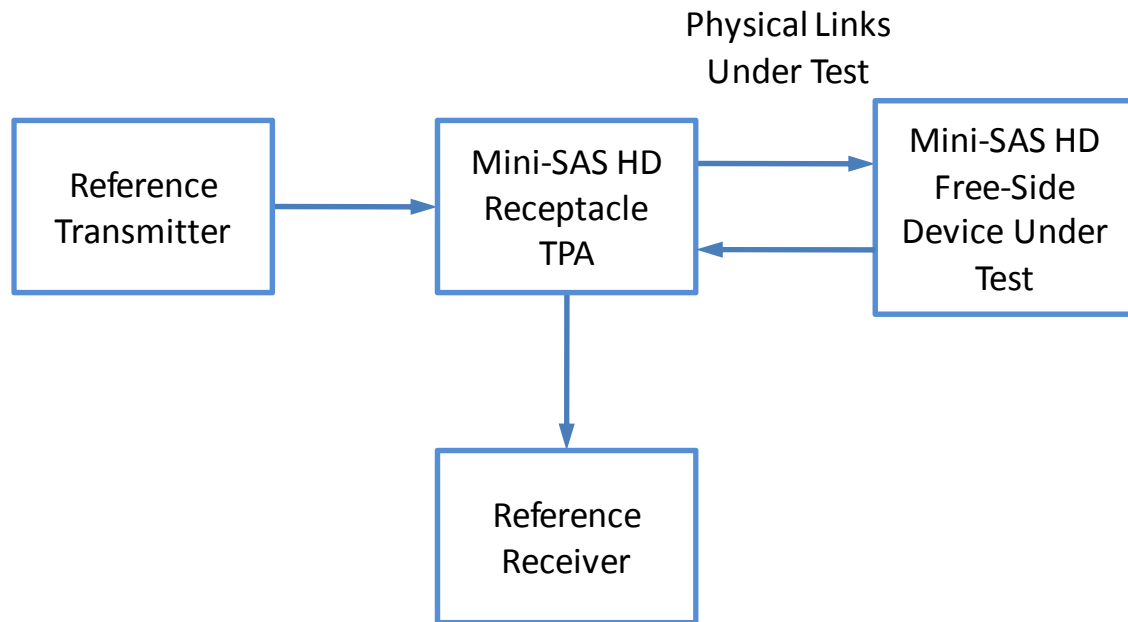 Physical Links
Under Test
Reference
Transmitter
Mini-SAS HD
Receptacle
TPA
Mini-SAS HD
Free-Side
Device Under
Test
Reference
Receiver